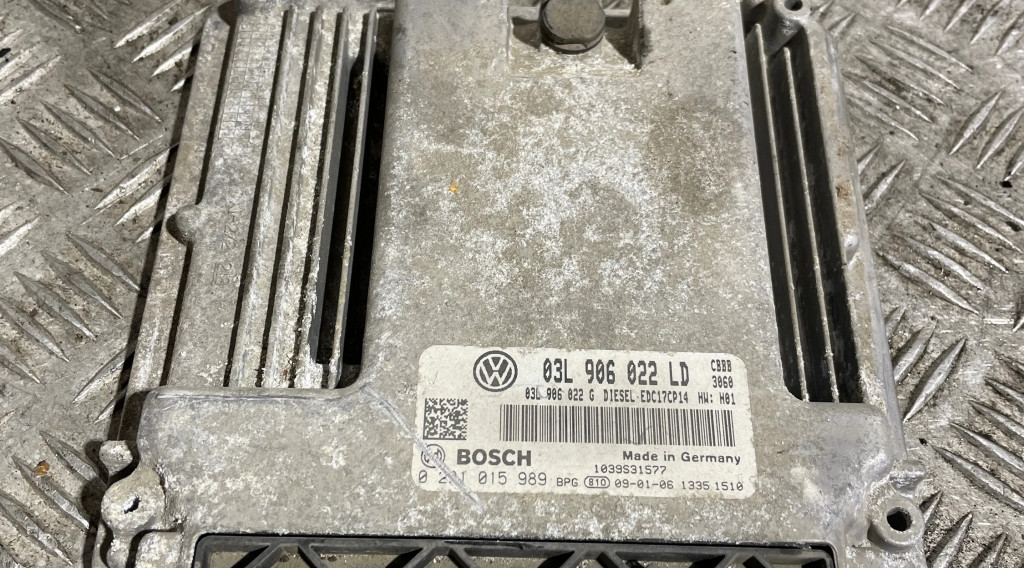 03L 906 022 LD CBBB
3060
03L 906 022 G DIESEL EDC17CP14 HW: H01
BOSCH Made in Germany
1039S31577
0 281 015 989 BPG 810 09-01-06 1335 1510